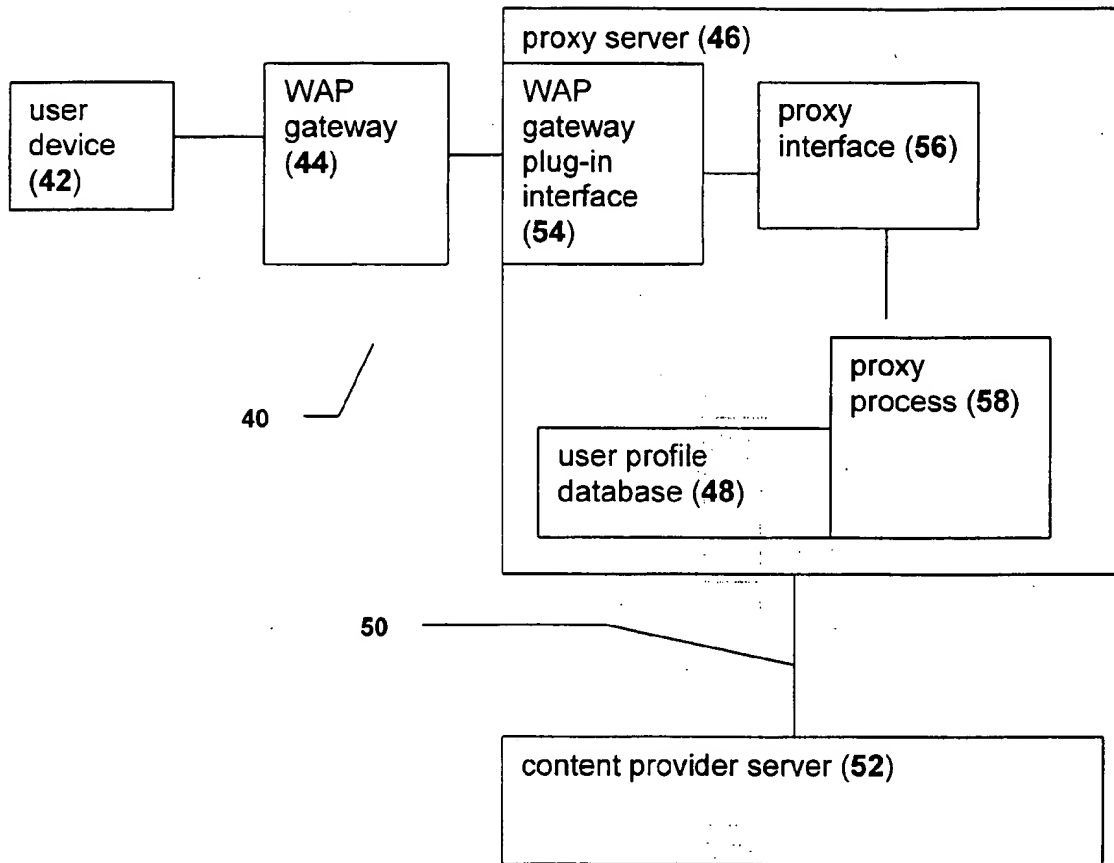 proxy server (46)
user
device
(42)
WAP
gateway
(44)
WAP
gateway
plug-in
interface
(54)
proxy
interface (56)
40
proxy
process (58)
user profile
database (48)
50
content provider server (52)